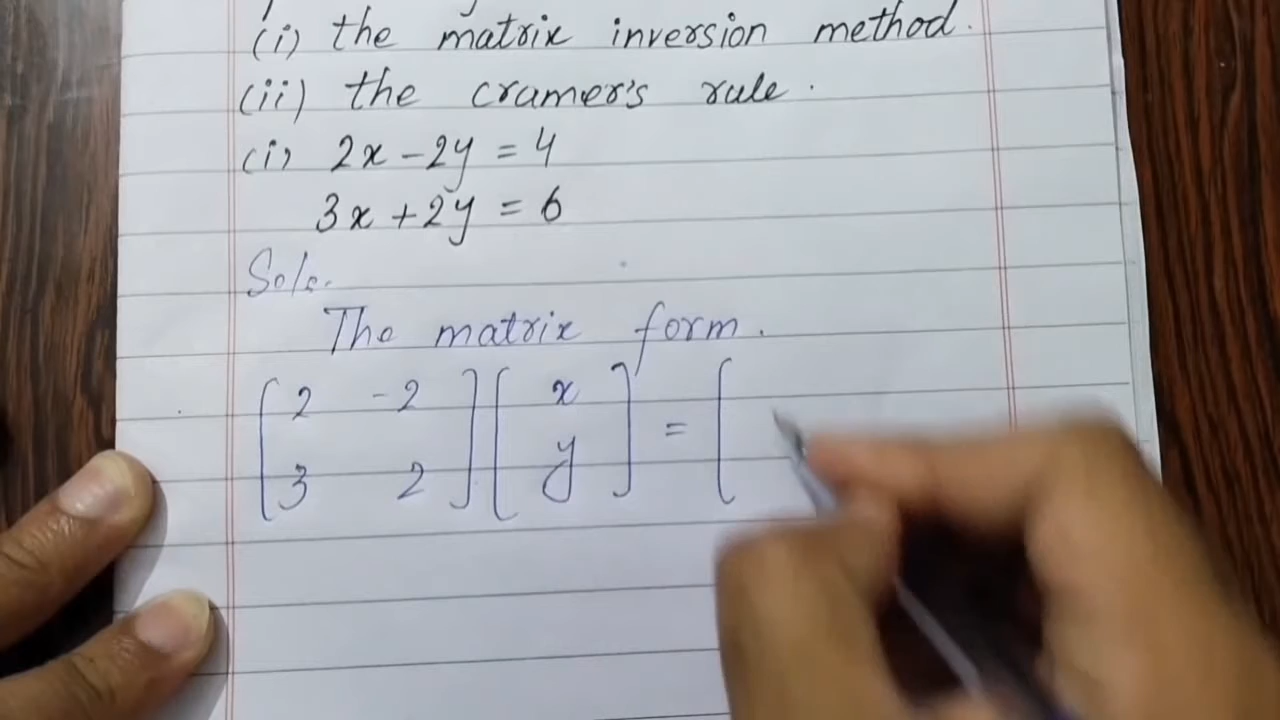 (i) the matrix inversion method.
(ii) the cramer's rule.
(i) 2x - 2y = 4
3x + 2y = 6
Solo.
The matrix form.
[2 -2] [x] = [
[3 2] [y]